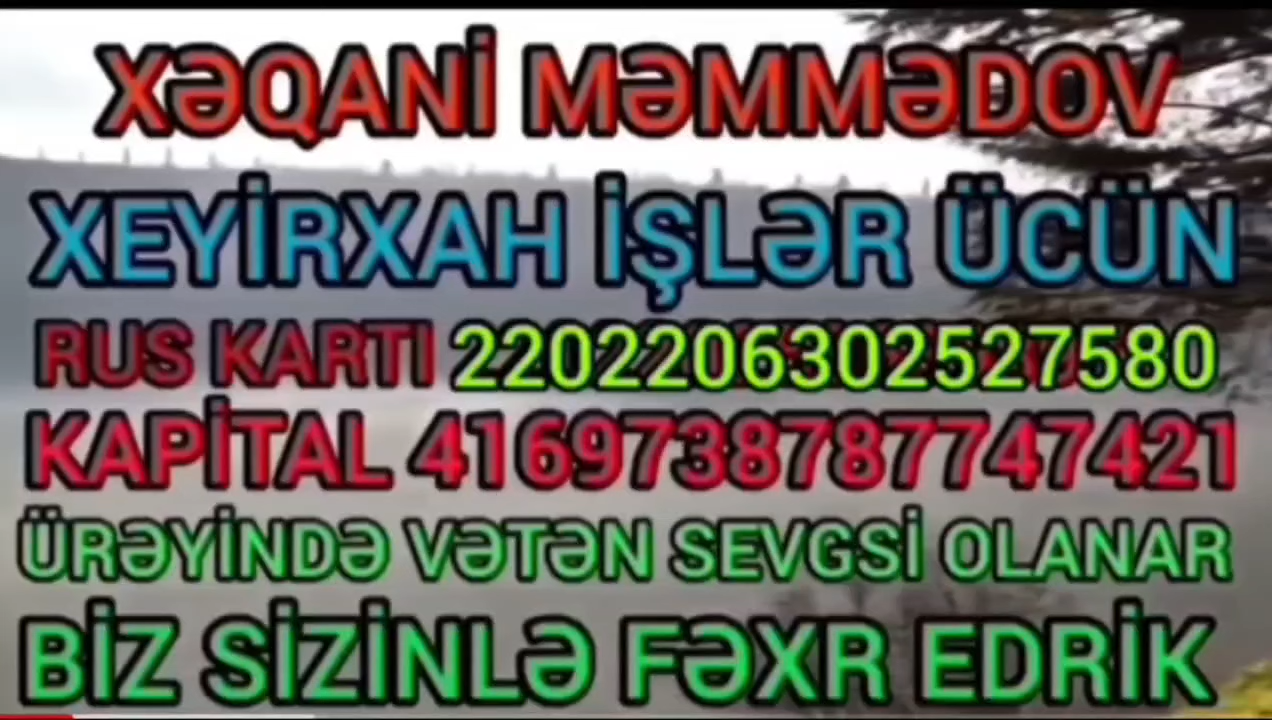 XƏQANİ MƏMMƏDOV
XEYİRXAH İŞLƏR ÜCÜN
RUS KARTI 2202206302527580
KAPİTAL 4169738787747421
ÜRƏYİNDƏ VƏTƏN SEVGSİ OLANAR
BİZ SİZİNLƏ FƏXR EDRİK